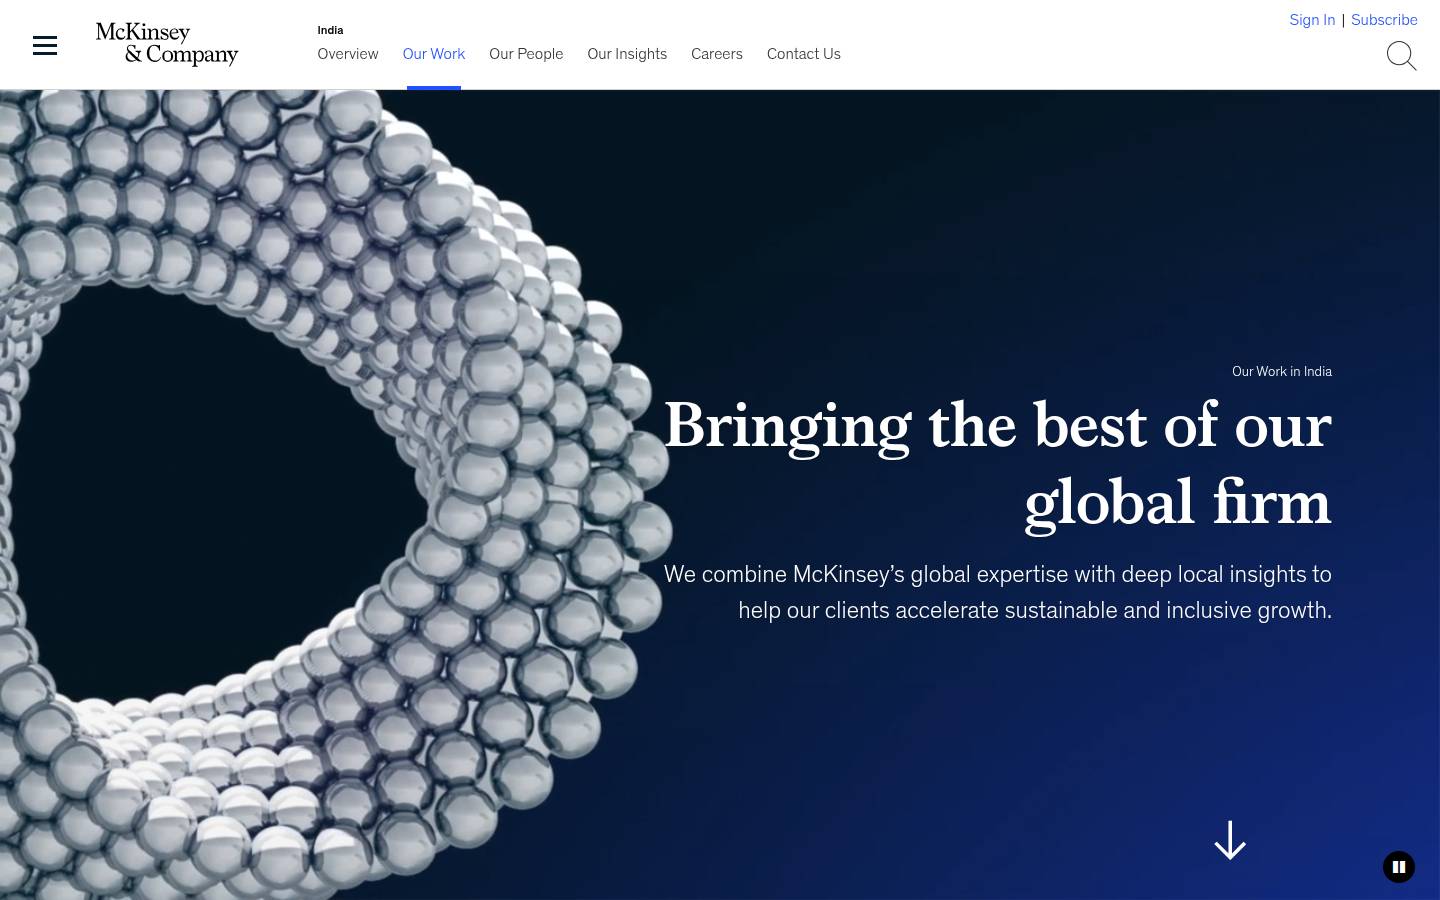 McKinsey
& Company
India
Overview
Our Work
Our People
Our Insights
Careers
Contact Us
Sign In | Subscribe
Our Work in India
Bringing the best of our
global firm
We combine McKinsey’s global expertise with deep local insights to
help our clients accelerate sustainable and inclusive growth.